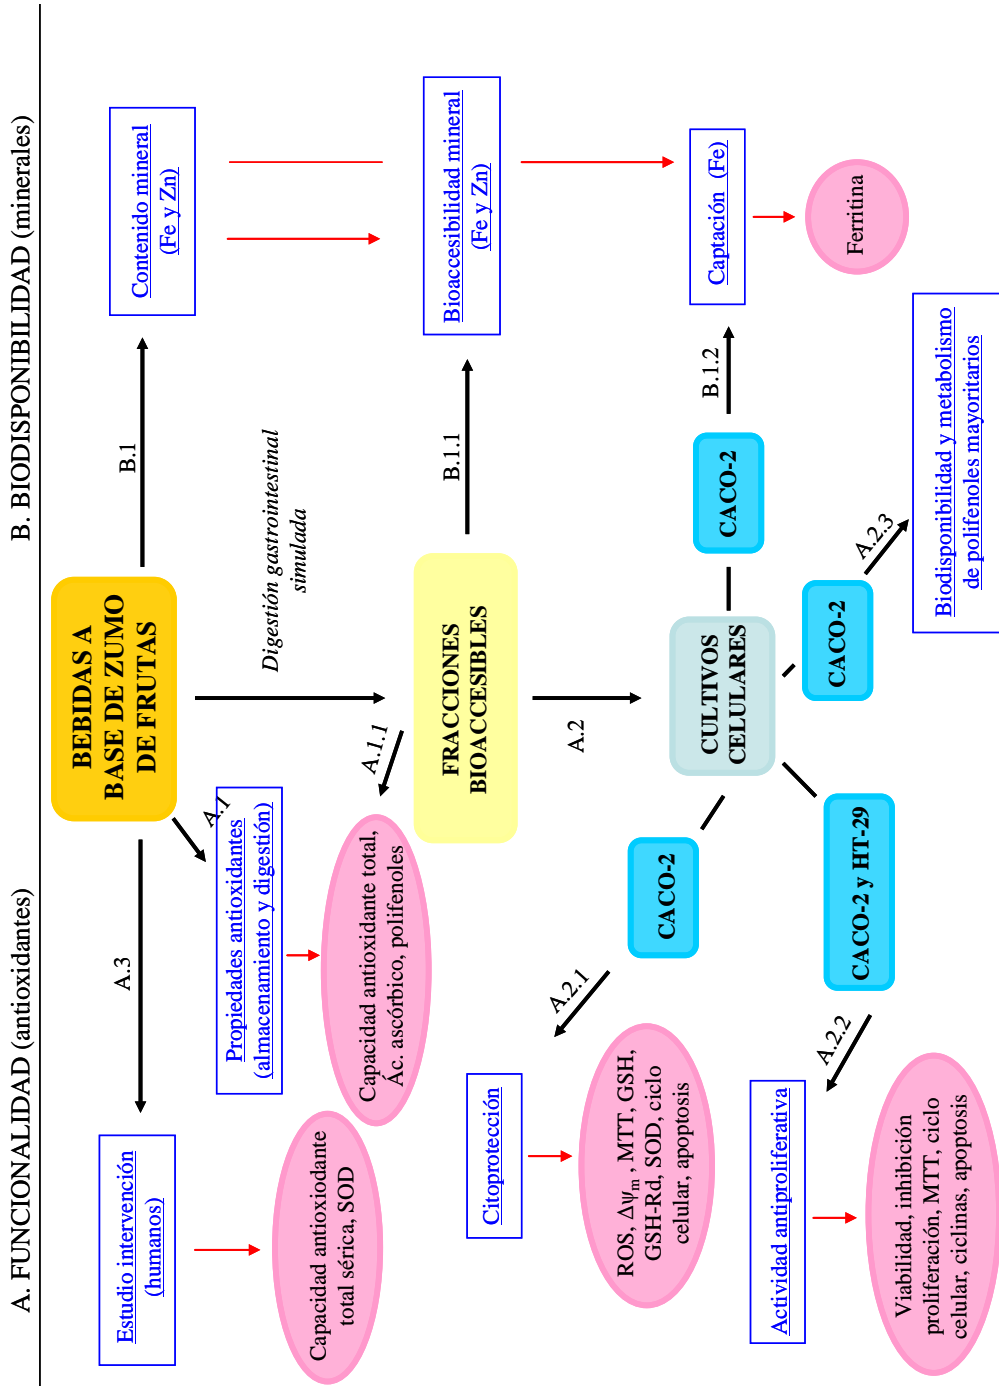 A. FUNCIONALIDAD (antioxidantes)
B. BIODISPONIBILIDAD (minerales)
BEBIDAS A
BASE DE ZUMO
DE FRUTAS
A.3
B.1
Estudio intervención
(humanos)
Contenido mineral
(Fe y Zn)
A.1
Propiedades antioxidantes
(almacenamiento y digestión)
Digestión gastrointestinal
simulada
Capacidad antioxiodante
total sérica, SOD
Capacidad antioxidante total,
Ác. ascórbico, polifenoles
A.1.1
FRACCIONES
BIOACCESIBLES
B.1.1
Bioaccesibilidad mineral
(Fe y Zn)
A.2
Citoprotección
A.2.1
CACO-2
CULTIVOS
CELULARES
CACO-2
B.1.2
Captación  (Fe)
ROS, Δψm , MTT, GSH,
GSH-Rd, SOD, ciclo
celular, apoptosis
Ferritina
Actividad antiproliferativa
A.2.2
CACO-2 y HT-29
CACO-2
A.2.3
Viabilidad, inhibición
proliferación, MTT, ciclo
celular, ciclinas, apoptosis
Biodisponibilidad y metabolismo
de polifenoles mayoritarios